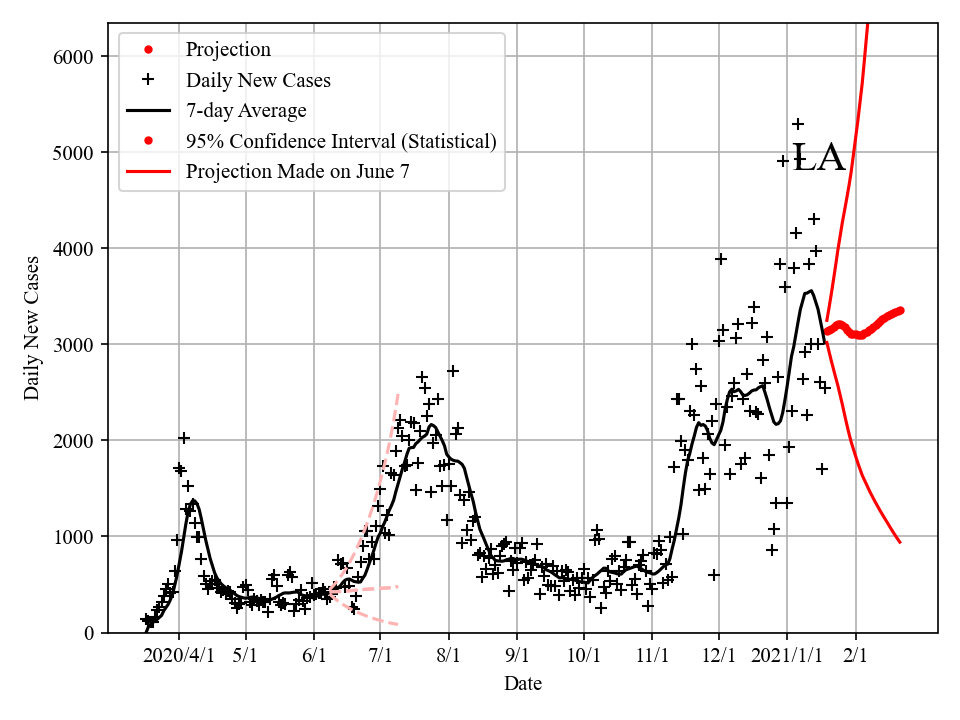 Projection
Daily New Cases
7-day Average
95% Confidence Interval (Statistical)
Projection Made on June 7
LA
6000
5000
4000
3000
2000
1000
0
Daily New Cases
2020/4/1 5/1 6/1 7/1 8/1 9/1 10/1 11/1 12/1 2021/1/1 2/1
Date